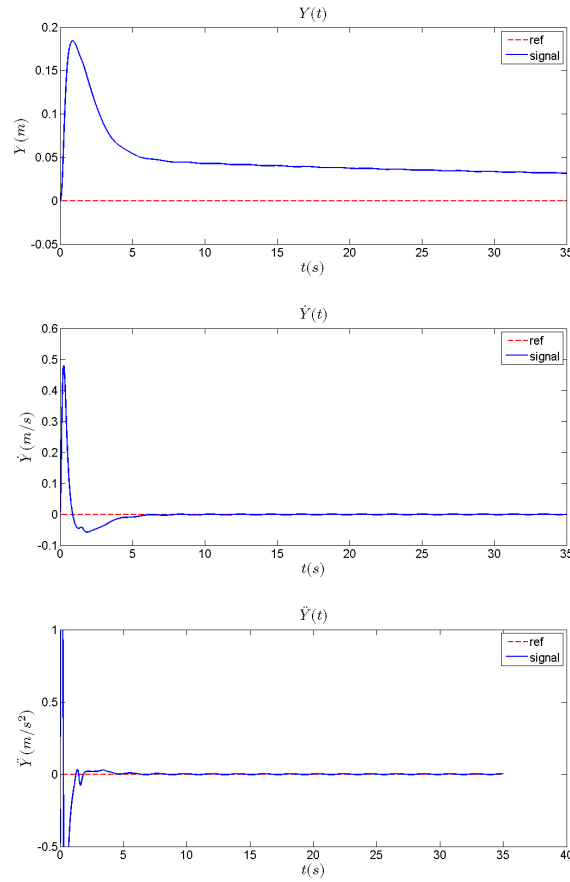 Y(t)
0.2
0.15
0.1
0.05
0
-0.05
Y (m)
ref
signal
0 5 10 15 20 25 30 35
t(s)
Ẏ(t)
0.6
0.5
0.4
0.3
0.2
0.1
0
-0.1
Ẏ (m/s)
ref
signal
0 5 10 15 20 25 30 35
t(s)
Ÿ(t)
1
0.5
0
-0.5
Ÿ (m/s²)
ref
signal
0 5 10 15 20 25 30 35 40
t(s)